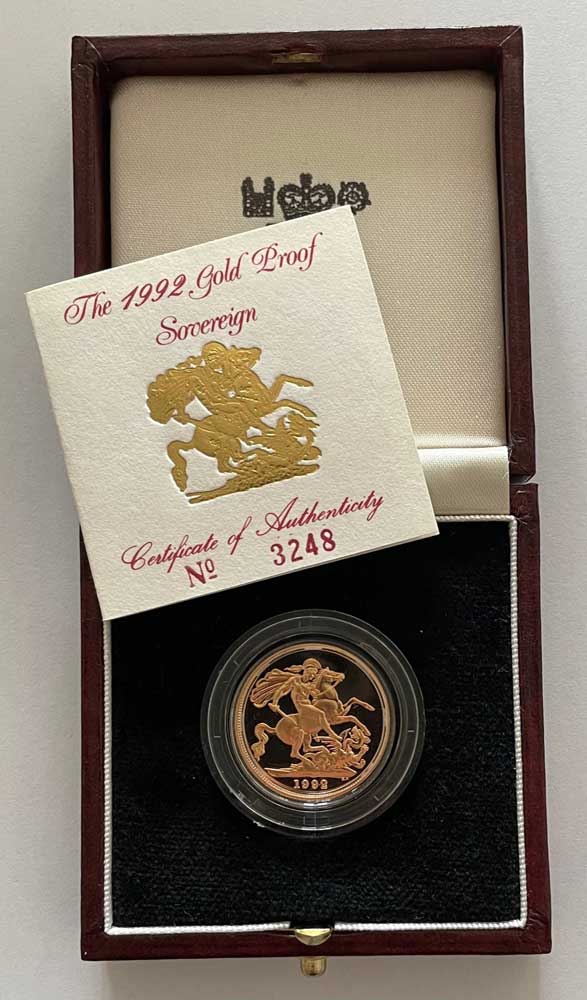 The 1992 Gold Proof
Sovereign
Certificate of Authenticity
Nº 3248
1992